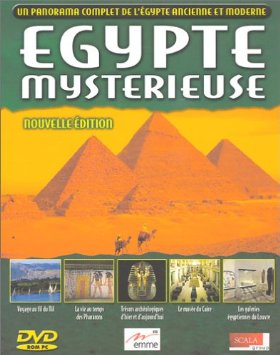 UN PANORAMA COMPLET DE L'ÉGYPTE ANCIENNE ET MODERNE
EGYPTE
MYSTERIEUSE
NOUVELLE ÉDITION
Voyage au fil du Nil
La vie au temps des Pharaons
Trésors archéologiques d'hier et d'aujourd'hui
Le musée du Caire
Les galeries égyptiennes du Louvre
DVD
ROM PC
emme
SCALA
group